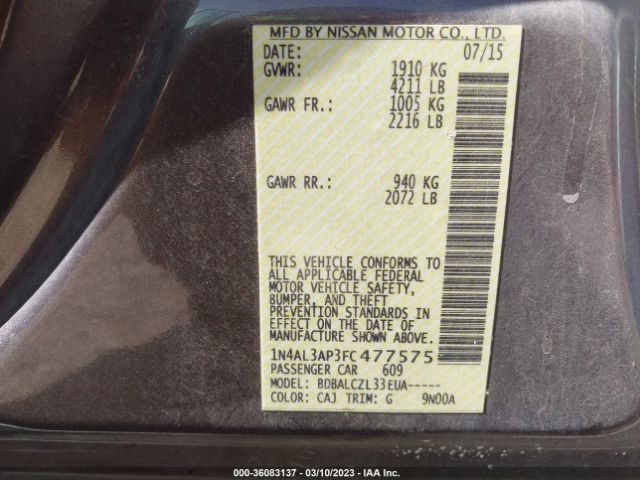 MFD BY NISSAN MOTOR CO., LTD.
DATE: 07/15
GVWR: 1910 KG
4211 LB
GAWR FR.: 1005 KG
2216 LB
GAWR RR.: 940 KG
2072 LB
THIS VEHICLE CONFORMS TO
ALL APPLICABLE FEDERAL
MOTOR VEHICLE SAFETY,
BUMPER, AND THEFT
PREVENTION STANDARDS IN
EFFECT ON THE DATE OF
MANUFACTURE SHOWN ABOVE.
1N4AL3AP3FC477575
PASSENGER CAR 609
MODEL: BDBALCZL33EUA-----
COLOR: CAJ TRIM: G 9N00A
000-36083137 - 03/10/2023 - IAA Inc.